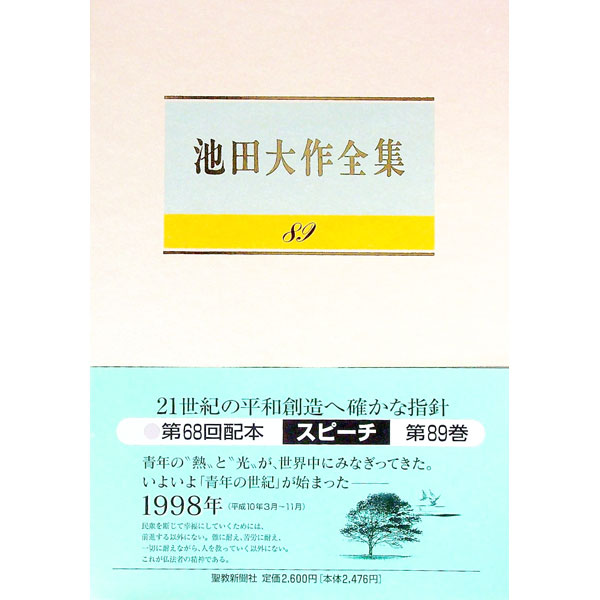 池田大作全集
89
21世紀の平和創造へ確かな指針
●第68回配本 スピーチ 第89巻
青年の〝熱〟と〝光〟が、世界中にみなぎってきた。
いよいよ「青年の世紀」が始まった――
1998年(平成10年3月〜11月)
民衆を断じて幸福にしていくためには、
前進する以外にない。難に耐え、苦労に耐え、
一切に耐えながら、人を救っていく以外にない。
これが仏法者の精神である。
聖教新聞社 定価2,600円[本体2,476円]